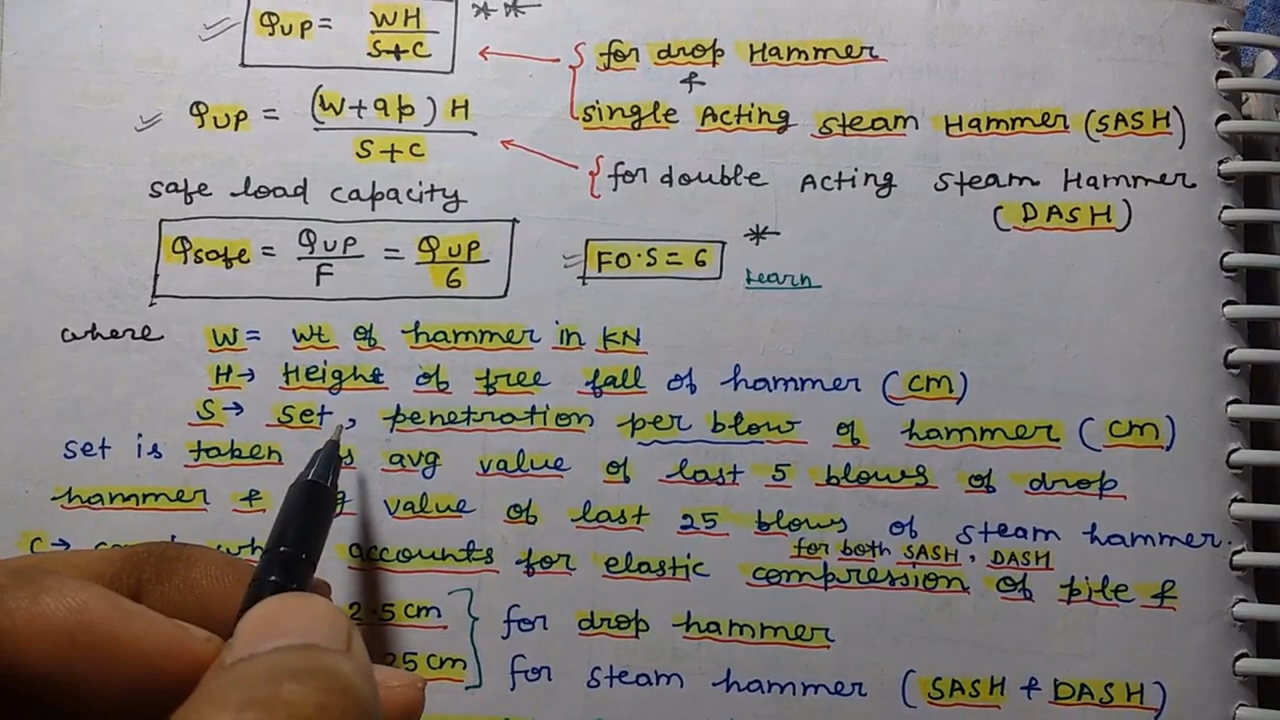 QUP = WH / S+C **
{ for drop Hammer
&
single Acting steam Hammer (SASH)
QUP = (W+ap) H / S+C
{ for double Acting steam Hammer
(DASH)
safe load capacity
Qsafe = QUP / F = QUP / 6
= FO.S = 6 *
Learn
where W = wt of hammer in KN
H→ Height of free fall of hammer (cm)
S→ set, penetration per blow of hammer (cm)
set is taken avg value of last 5 blows of drop
hammer & value of last 25 blows of steam hammer.
for both SASH, DASH
C→ accounts for elastic compression of pile &
2.5 cm } for drop hammer
25 cm } for steam hammer (SASH & DASH)